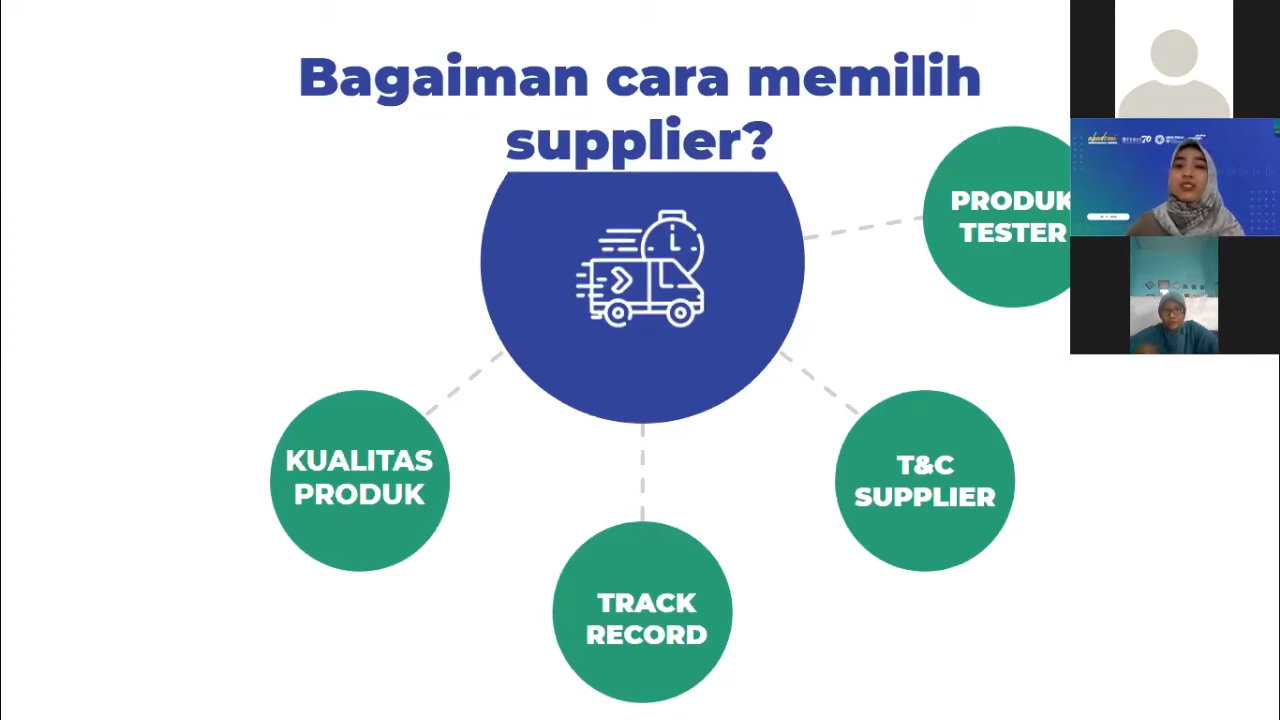 Bagaiman cara memilih
supplier?
PRODUK
TESTER
KUALITAS
PRODUK
T&C
SUPPLIER
TRACK
RECORD